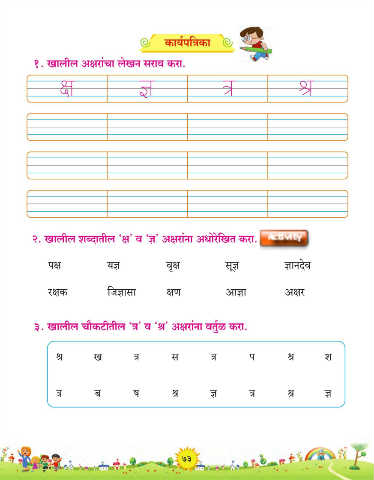 कार्यपत्रिका
१. खालील अक्षरांचा लेखन सराव करा.
क्ष ज्ञ त्र श्र
२. खालील शब्दातील 'क्ष' व 'ज्ञ' अक्षरांना अधोरेखित करा.
पक्ष यज्ञ वृक्ष सूज्ञ ज्ञानदेव
रक्षक जिज्ञासा क्षण आज्ञा अक्षर
३. खालील चौकटीतील 'त्र' व 'श्र' अक्षरांना वर्तुळ करा.
श्र ख त्र स त्र प श्र श
त्र ब ष श्र ज्ञ त्र श्र ज्ञ
७३